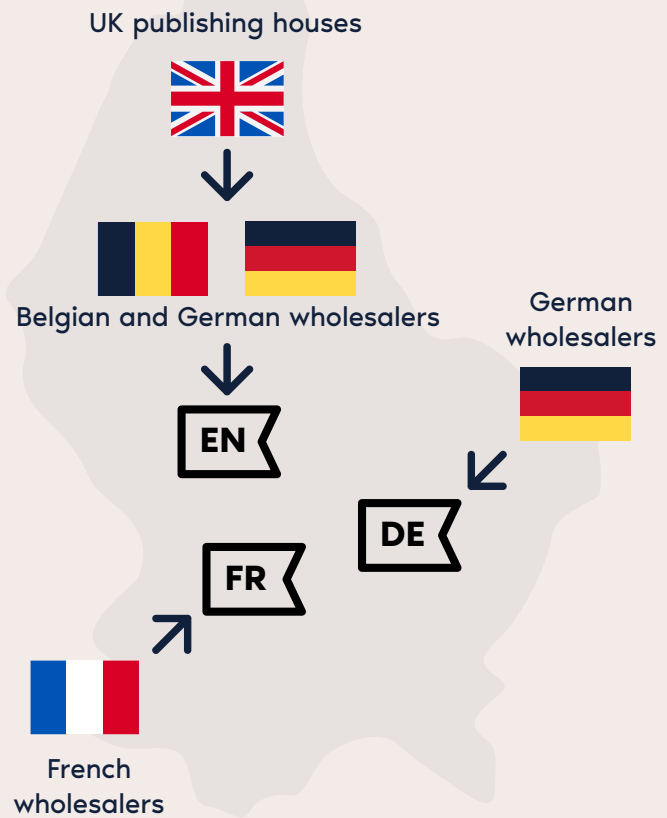 UK publishing houses
Belgian and German wholesalers
German
wholesalers
EN
DE
FR
French
wholesalers